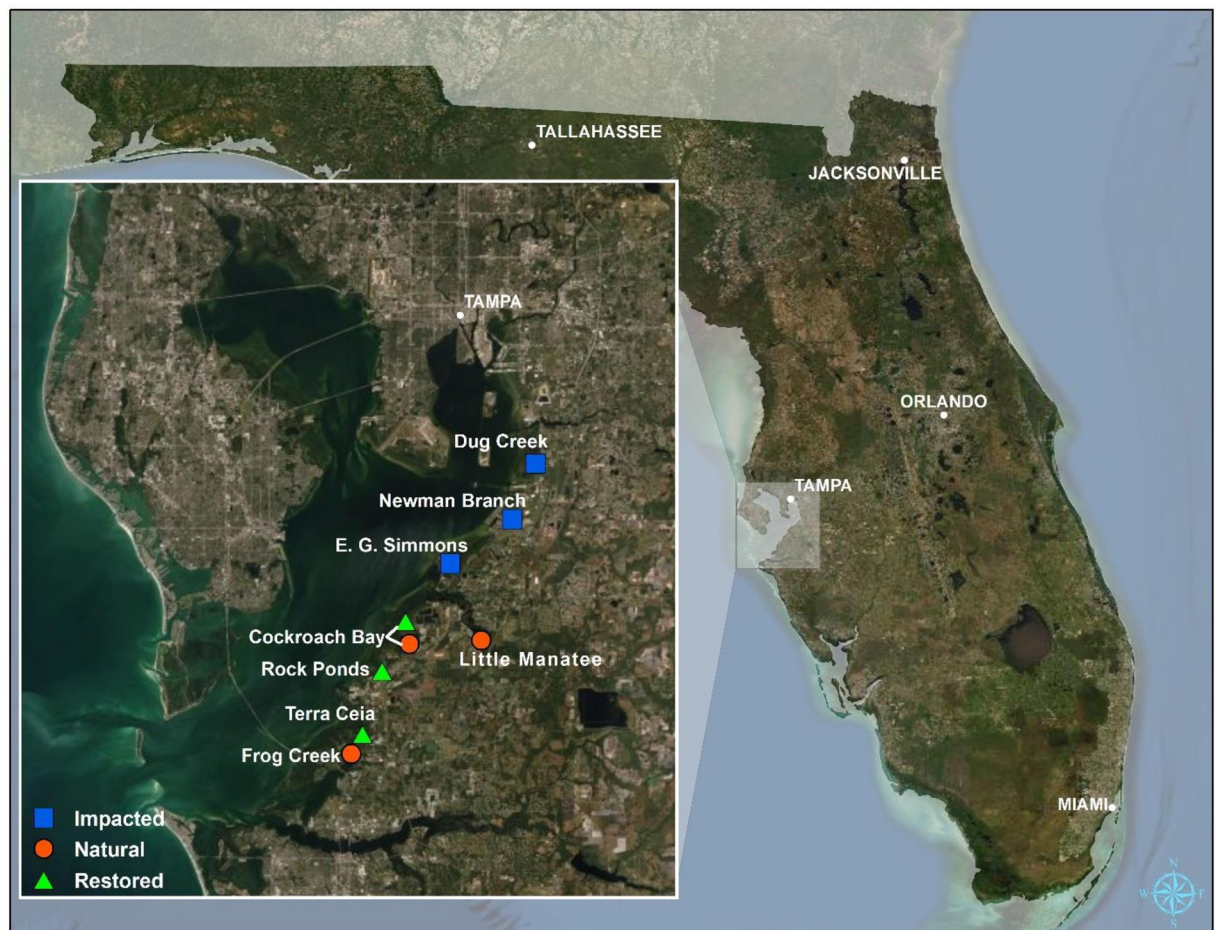 TALLAHASSEE
JACKSONVILLE
TAMPA
ORLANDO
Dug Creek
TAMPA
Newman Branch
E. G. Simmons
Cockroach Bay
Little Manatee
Rock Ponds
Terra Ceia
Frog Creek
MIAMI
Impacted
Natural
Restored
N
W
E
S